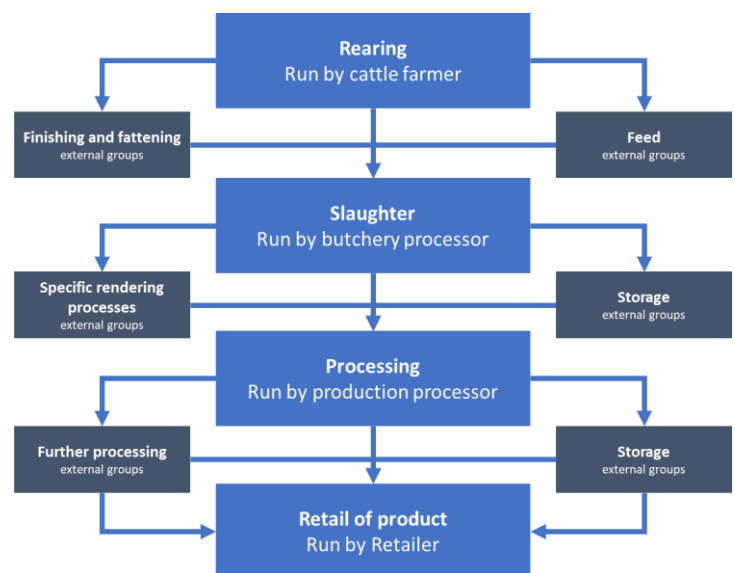 Rearing
Run by cattle farmer
Finishing and fattening
external groups
Feed
external groups
Slaughter
Run by butchery processor
Specific rendering
processes
external groups
Storage
external groups
Processing
Run by production processor
Further processing
external groups
Storage
external groups
Retail of product
Run by Retailer